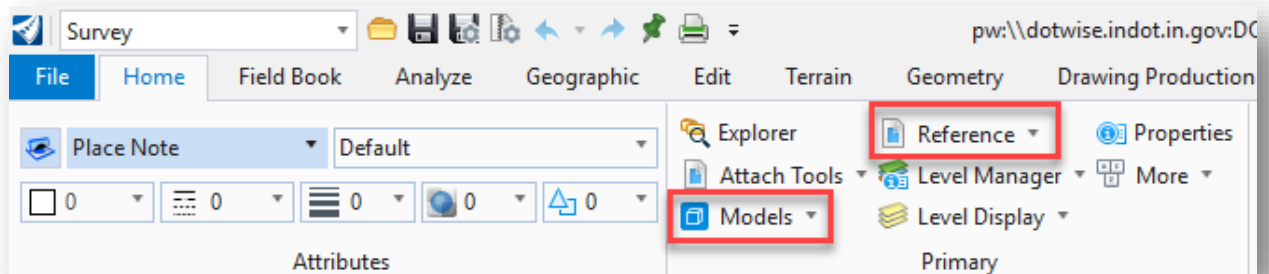 Survey pw:\\dotwise.indot.in.gov:DO
File Home Field Book Analyze Geographic Edit Terrain Geometry Drawing Production
Explorer Reference Properties
Place Note Default
Attach Tools Level Manager More
0 0 0 0 0
Models Level Display
Attributes Primary